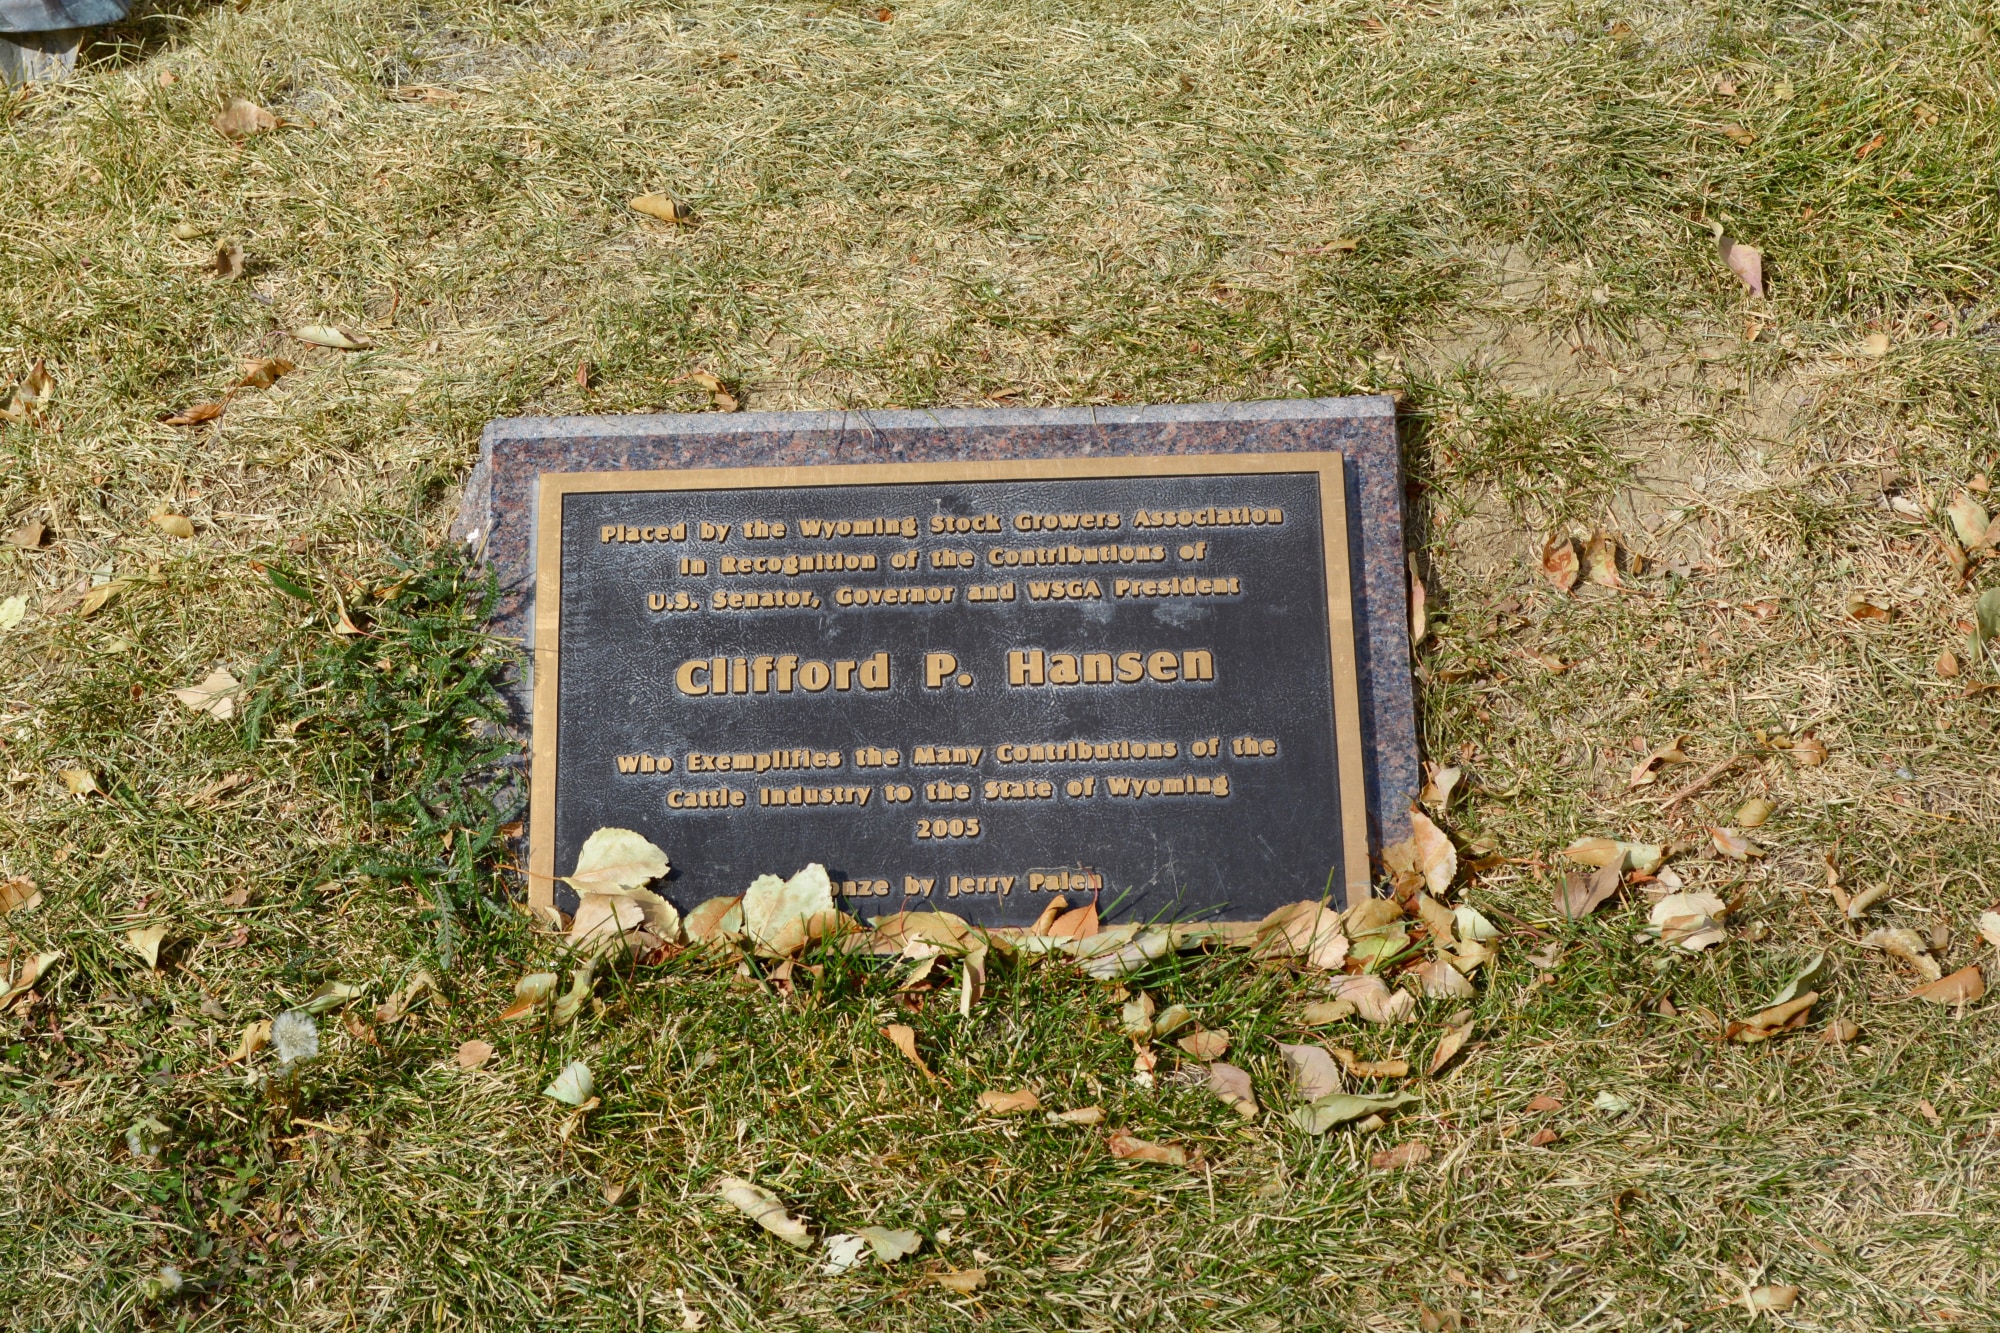 Placed by the Wyoming Stock Growers Association
In Recognition of the Contributions of
U.S. Senator, Governor and WSGA President
Clifford P. Hansen
Who Exemplifies the Many Contributions of the
Cattle Industry to the State of Wyoming
2005
onze by Jerry Palen